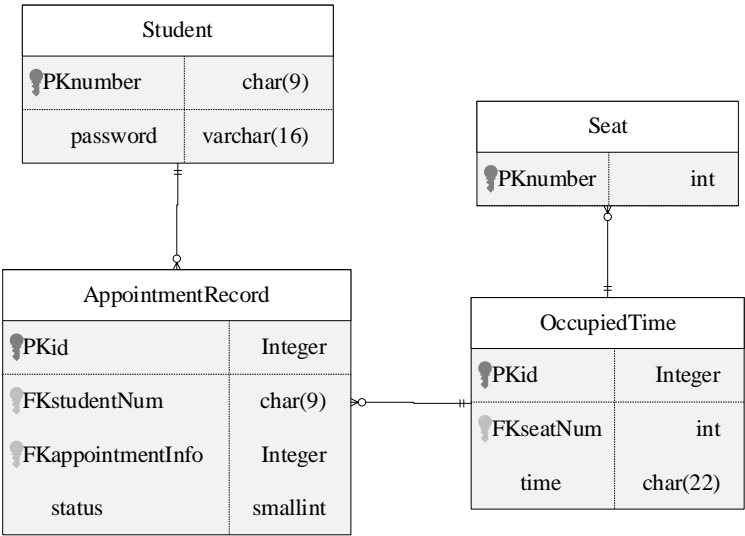 Student
PKnumber char(9)
password varchar(16)
Seat
PKnumber int
AppointmentRecord
PKid Integer
FKstudentNum char(9)
FKappointmentInfo Integer
status smallint
OccupiedTime
PKid Integer
FKseatNum int
time char(22)